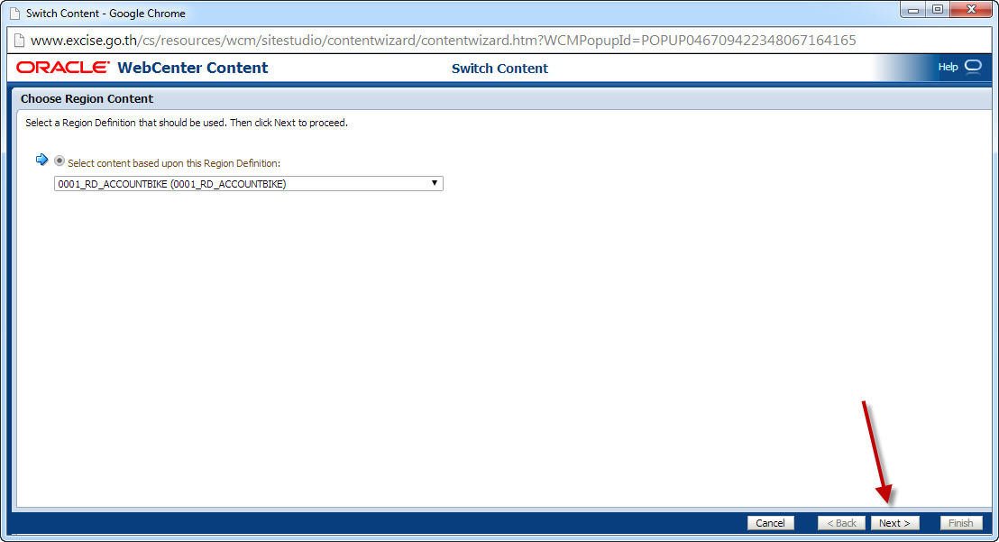 Switch Content - Google Chrome
www.excise.go.th/cs/resources/wcm/sitestudio/contentwizard/contentwizard.htm?WCMPopupId=POPUP046709422348067164165
ORACLE WebCenter Content Switch Content Help
Choose Region Content
Select a Region Definition that should be used. Then click Next to proceed.
Select content based upon this Region Definition:
0001_RD_ACCOUNTBIKE (0001_RD_ACCOUNTBIKE)
Cancel < Back Next > Finish